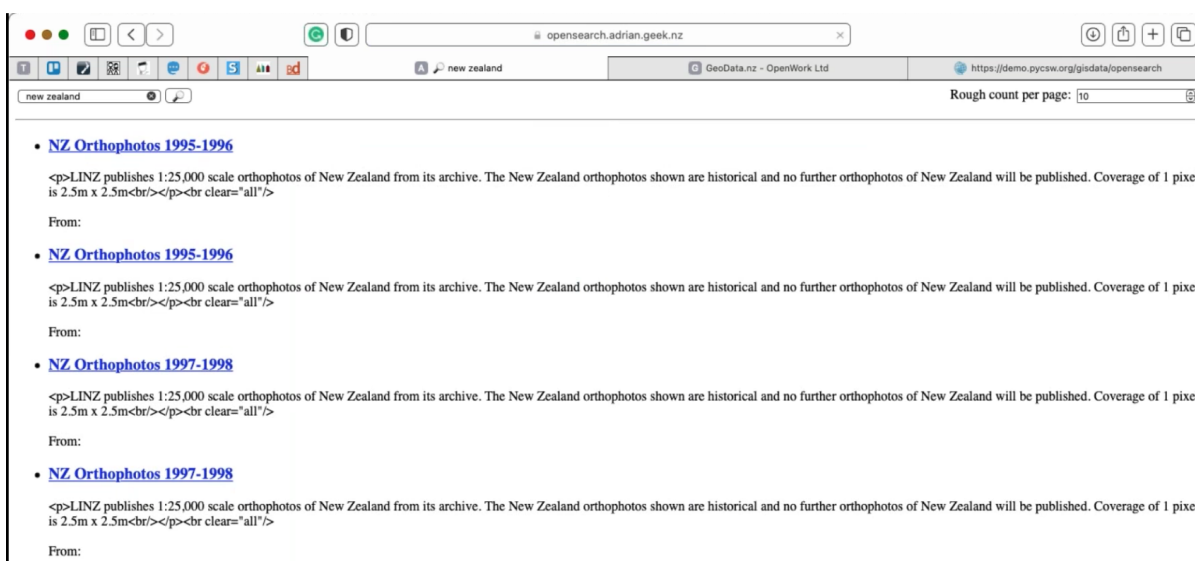 opensearch.adrian.geek.nz
T
S
Bd
A
new zealand
G
GeoData.nz - OpenWork Ltd
https://demo.pycsw.org/gisdata/opensearch
new zealand
Rough count per page: 10
• NZ Orthophotos 1995-1996
<p>LINZ publishes 1:25,000 scale orthophotos of New Zealand from its archive. The New Zealand orthophotos shown are historical and no further orthophotos of New Zealand will be published. Coverage of 1 pixe
is 2.5m x 2.5m<br/></p><br clear="all"/>
From:
• NZ Orthophotos 1995-1996
<p>LINZ publishes 1:25,000 scale orthophotos of New Zealand from its archive. The New Zealand orthophotos shown are historical and no further orthophotos of New Zealand will be published. Coverage of 1 pixe
is 2.5m x 2.5m<br/></p><br clear="all"/>
From:
• NZ Orthophotos 1997-1998
<p>LINZ publishes 1:25,000 scale orthophotos of New Zealand from its archive. The New Zealand orthophotos shown are historical and no further orthophotos of New Zealand will be published. Coverage of 1 pixe
is 2.5m x 2.5m<br/></p><br clear="all"/>
From:
• NZ Orthophotos 1997-1998
<p>LINZ publishes 1:25,000 scale orthophotos of New Zealand from its archive. The New Zealand orthophotos shown are historical and no further orthophotos of New Zealand will be published. Coverage of 1 pixe
is 2.5m x 2.5m<br/></p><br clear="all"/>
From: